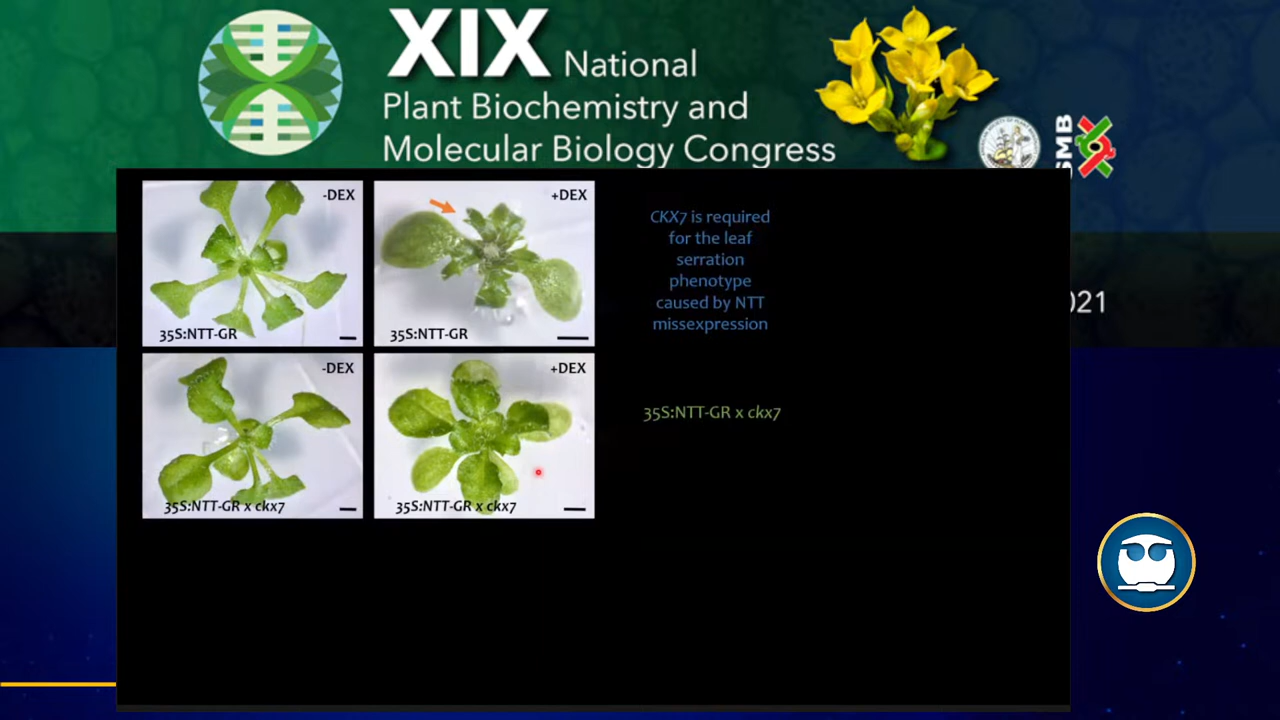 XIX National
Plant Biochemistry and
Molecular Biology Congress
SMB
021
-DEX
35S:NTT-GR
+DEX
35S:NTT-GR
-DEX
35S:NTT-GR x ckx7
+DEX
35S:NTT-GR x ckx7
CKX7 is required
for the leaf
serration
phenotype
caused by NTT
missexpression
35S:NTT-GR x ckx7